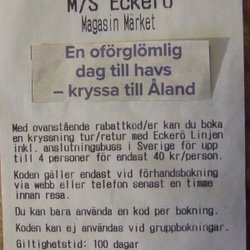 M/S Eckerö
Magasin Märket
En oförglömlig
dag till havs
– kryssa till Åland
Med ovanstående rabattkod/er kan du boka
en kryssning tur/retur med Eckerö Linjen
inkl. anslutningsbuss i Sverige för upp
till 4 personer för endast 40 kr/person.
Koden gäller endast vid förhandsbokning
via webb eller telefon senast en timme
innan resa.
Du kan bara använda en kod per bokning.
Koden kan ej användas vid gruppbokningar.
Giltighetstid: 100 dagar